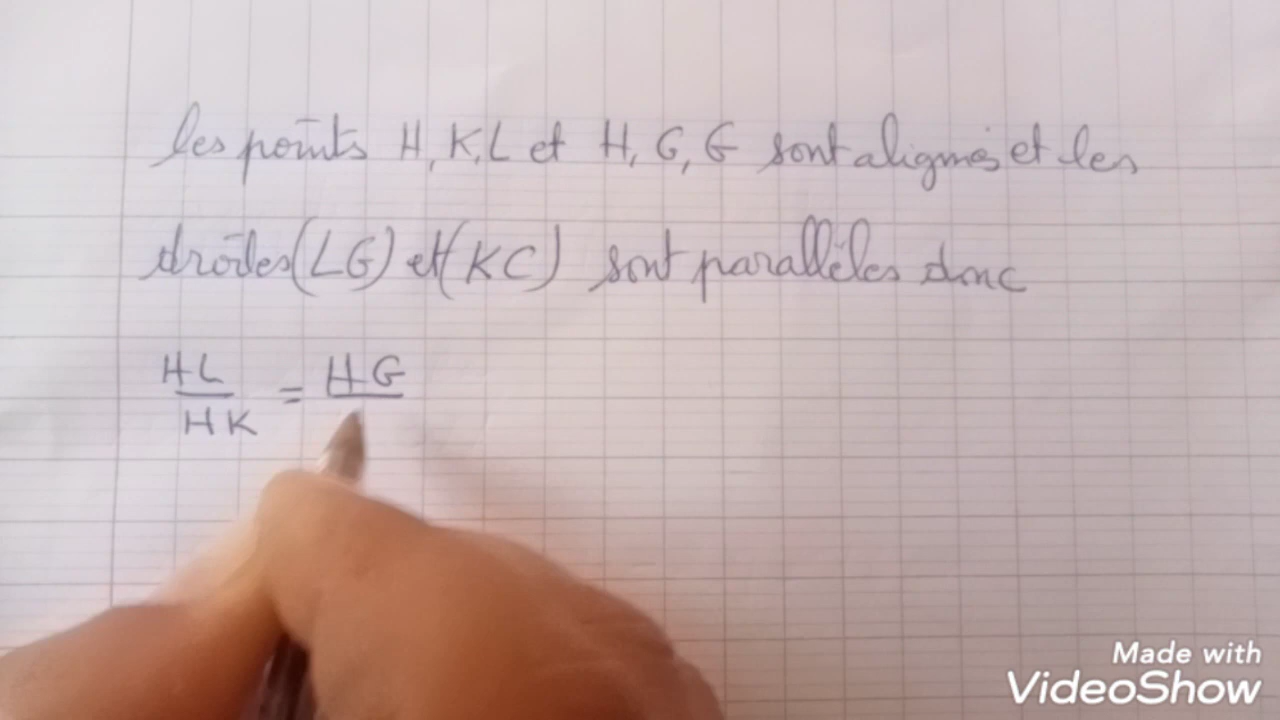 les points H, K, L et H, G, G sont alignés et les
droites (LG) et (KC) sont parallèles donc
HL = HG
HK
Made with
VideoShow